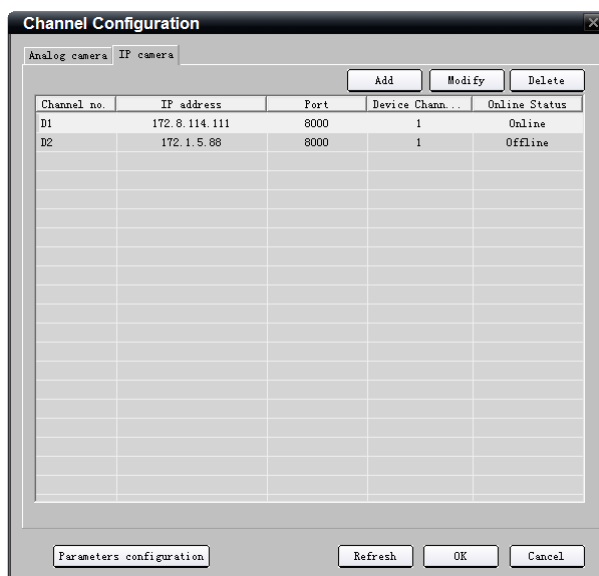 Channel Configuration
Analog camera IP camera
Add Modify Delete
Channel no. IP address Port Device Chann... Online Status
D1 172.8.114.111 8000 1 Online
D2 172.1.5.88 8000 1 Offline
Parameters configuration Refresh OK Cancel